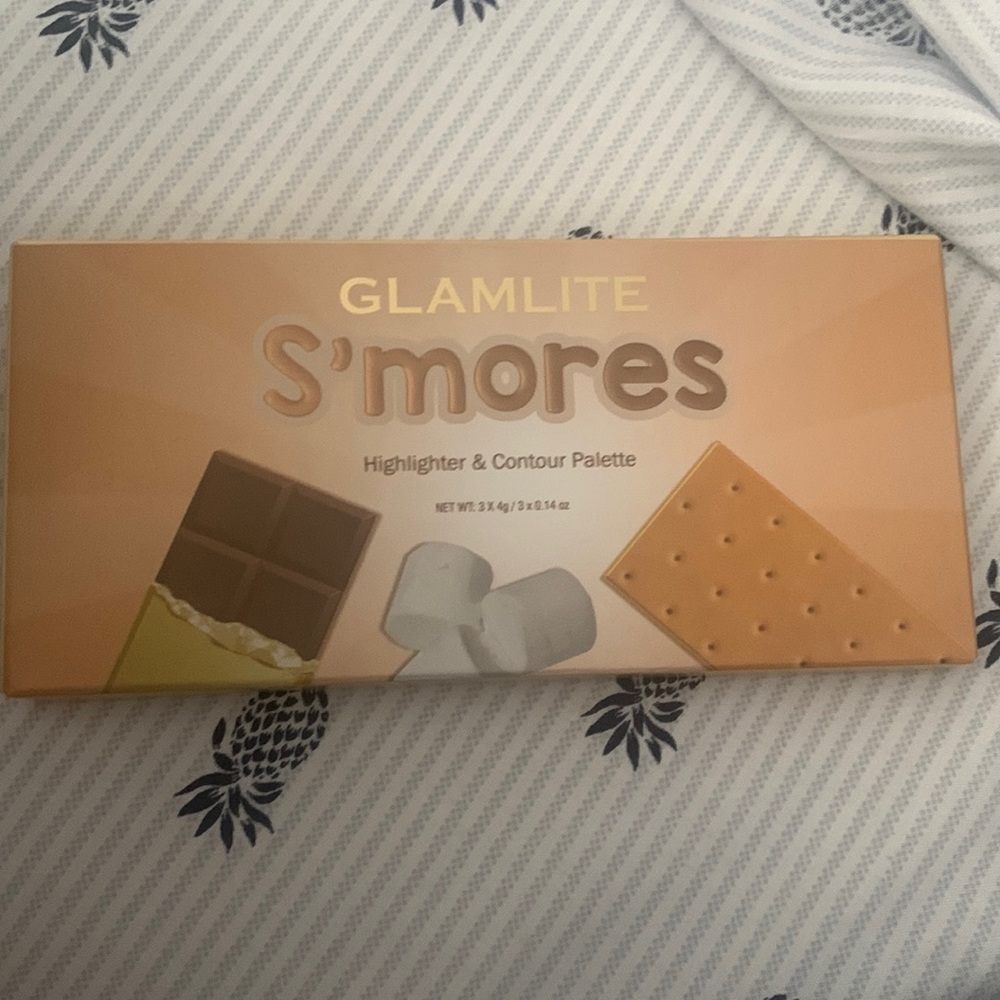 GLAMLITE
S'mores
Highlighter & Contour Palette
NET WT: 3 X 4g / 3 x 0.14 oz